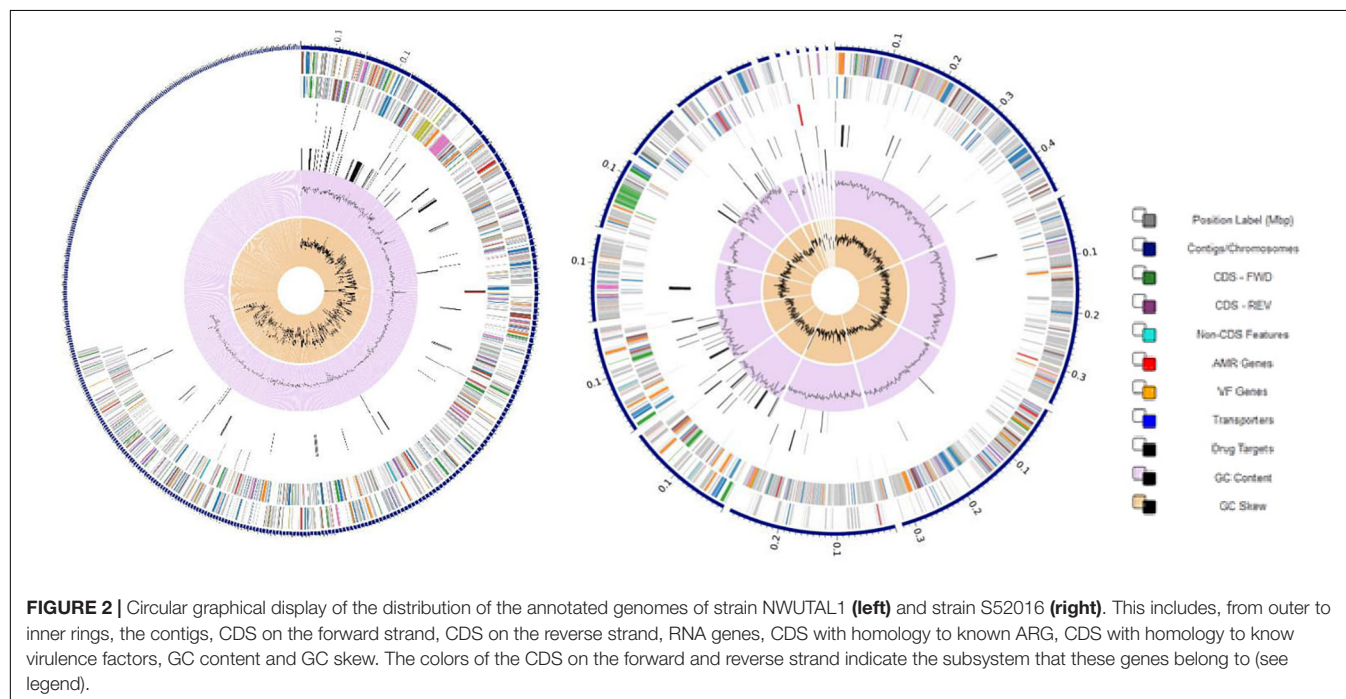 0.1
0.1
0.1
0.2
0.3
0.4
0.1
0.2
0.3
0.1
0.2
0.3
0.1
0.2
0.1
0.1
0.1
0.1
Position Label (Mbp)
Contigs/Chromosomes
CDS - FWD
CDS - REV
Non-CDS Features
AMR Genes
VF Genes
Transporters
Drug Targets
GC Content
GC Skew
FIGURE 2 | Circular graphical display of the distribution of the annotated genomes of strain NWUTAL1 (left) and strain S52016 (right). This includes, from outer to
inner rings, the contigs, CDS on the forward strand, CDS on the reverse strand, RNA genes, CDS with homology to known ARG, CDS with homology to know
virulence factors, GC content and GC skew. The colors of the CDS on the forward and reverse strand indicate the subsystem that these genes belong to (see
legend).